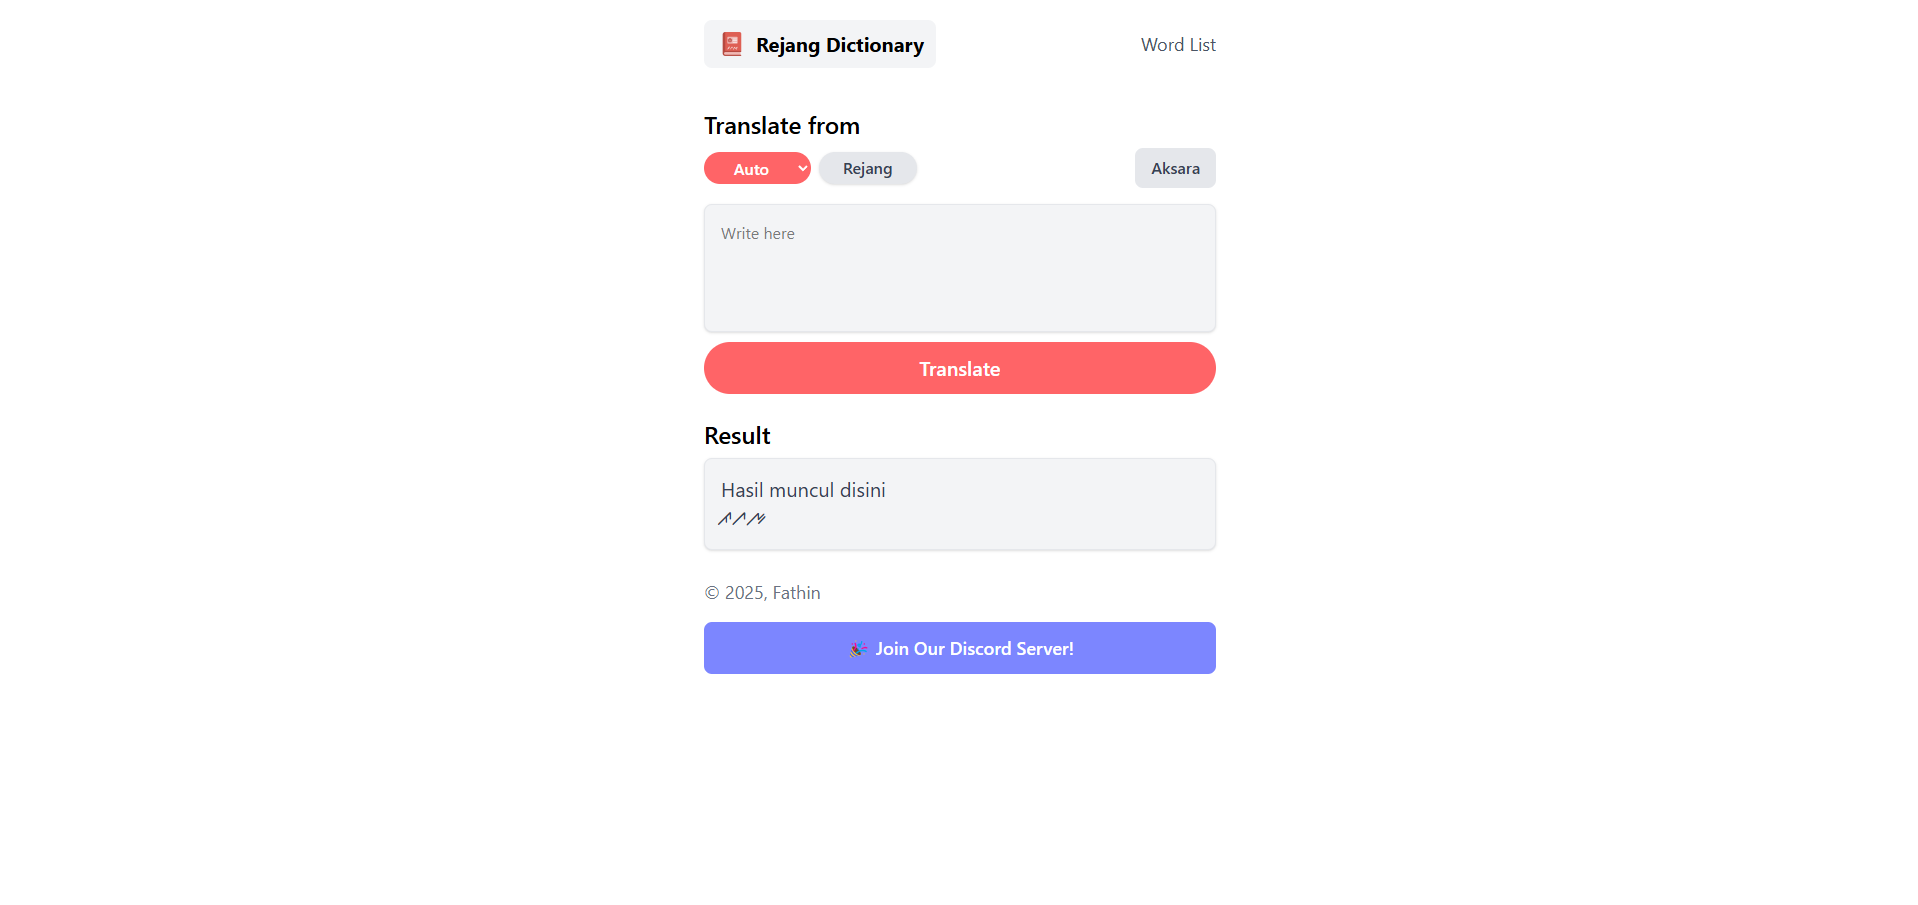 Rejang Dictionary
Word List
Translate from
Auto
Rejang
Aksara
Write here
Translate
Result
Hasil muncul disini
© 2025, Fathin
🎉 Join Our Discord Server!